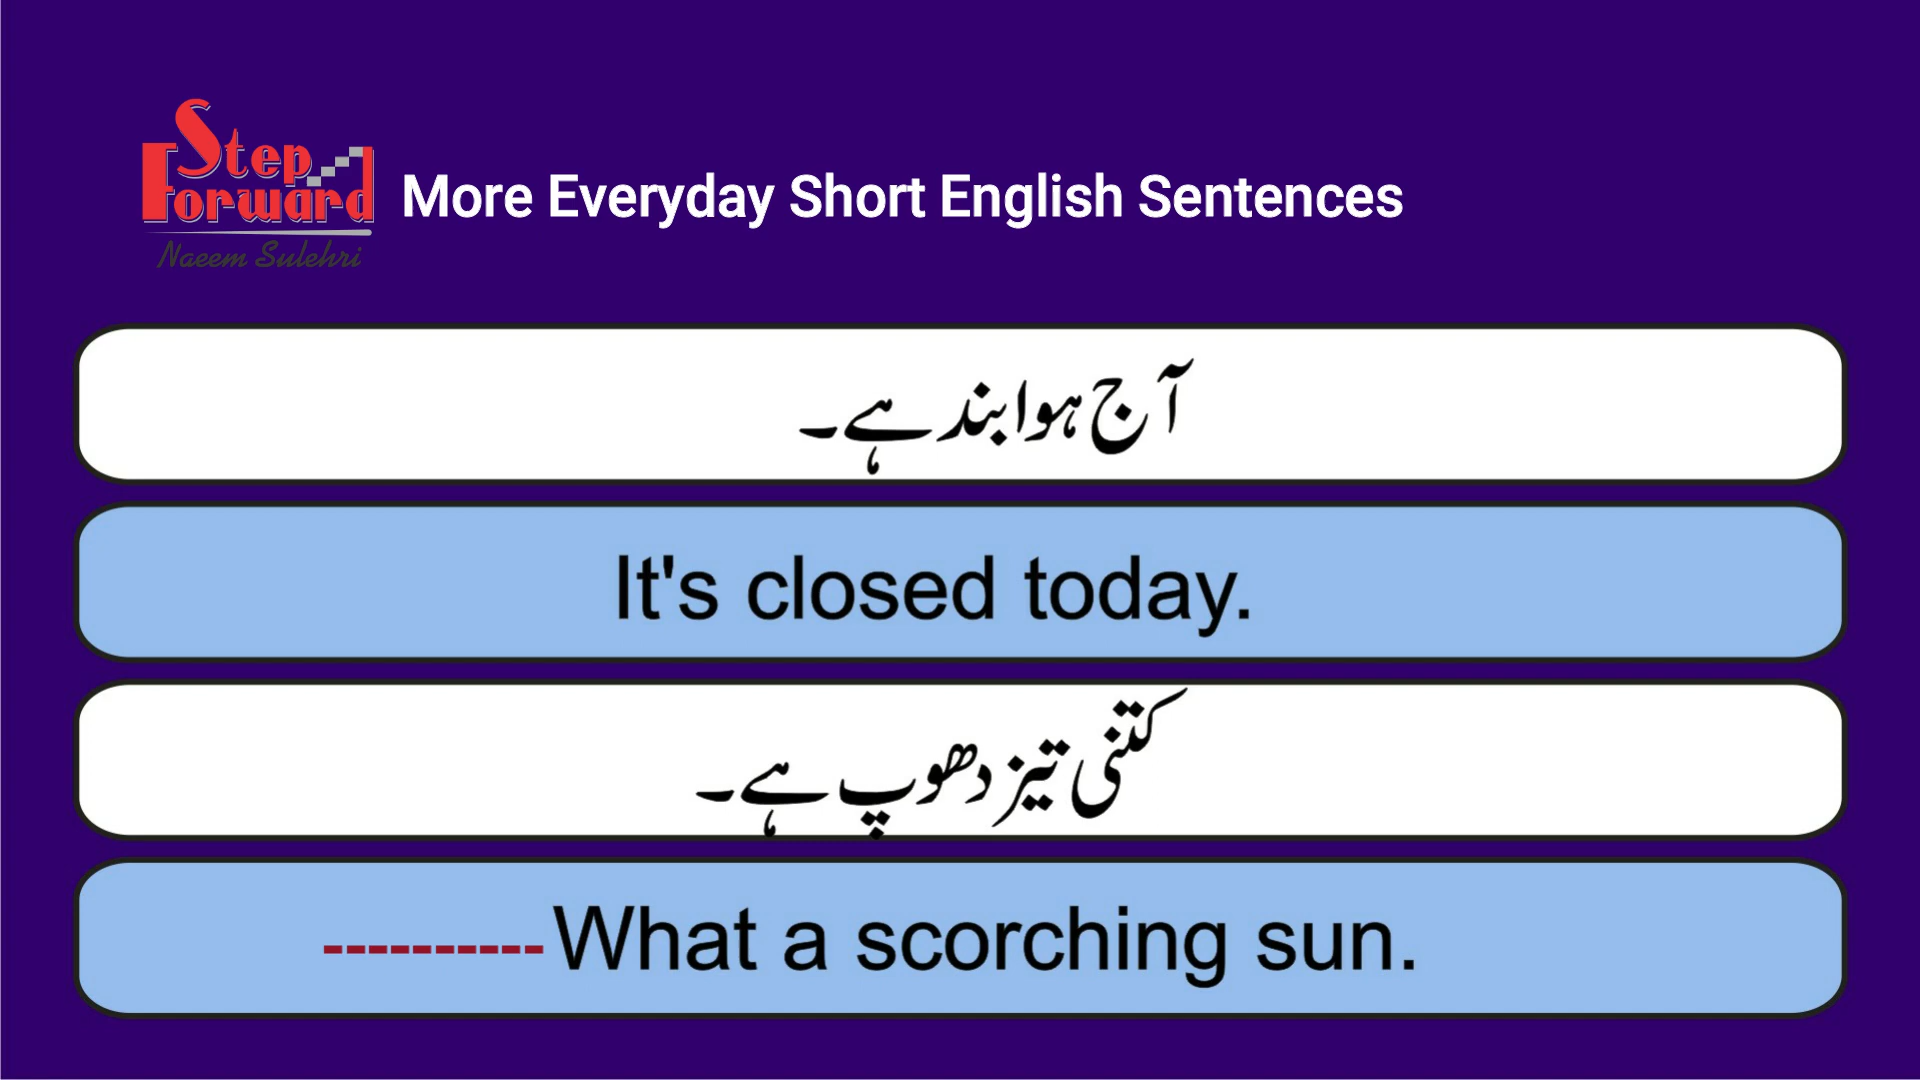 Step
Forward
Naeem Sulehri
More Everyday Short English Sentences
آج ہوا بند ہے۔
It's closed today.
کتنی تیز دھوپ ہے۔
----------What a scorching sun.